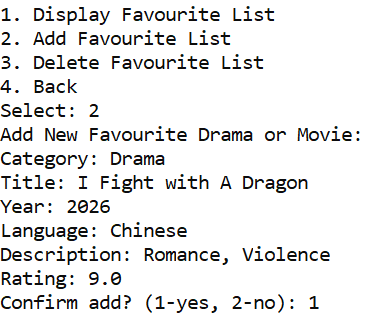 1. Display Favourite List
2. Add Favourite List
3. Delete Favourite List
4. Back
Select: 2
Add New Favourite Drama or Movie:
Category: Drama
Title: I Fight with A Dragon
Year: 2026
Language: Chinese
Description: Romance, Violence
Rating: 9.0
Confirm add? (1-yes, 2-no): 1